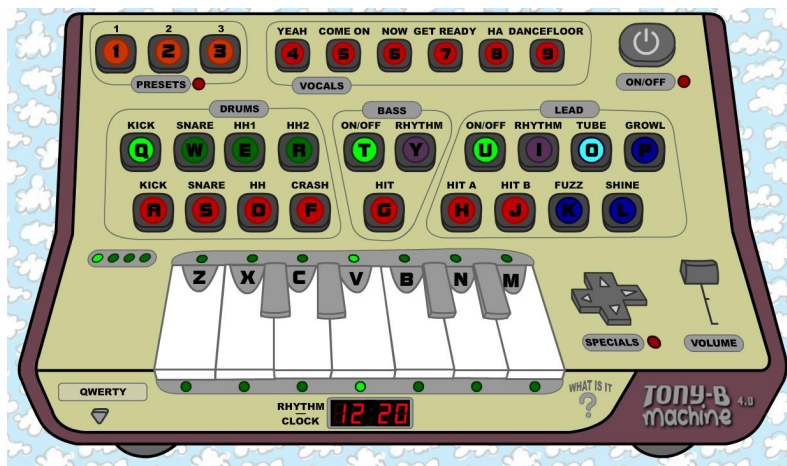 1 2 3
1 2 3
PRESETS
YEAH COME ON NOW GET READY HA DANCEFLOOR
4 5 6 7 8 9
VOCALS
ON/OFF
DRUMS
KICK SNARE HH1 HH2
Q W E R
KICK SNARE HH CRASH
A S D F
BASS
ON/OFF RHYTHM
T Y
HIT
G
LEAD
ON/OFF RHYTHM TUBE GROWL
U I O P
HIT A HIT B FUZZ SHINE
H J K L
Z X C V B N M
SPECIALS
VOLUME
QWERTY
RHYTHM
CLOCK
12 20
WHAT IS IT
?
TONY-B 4.0
machine